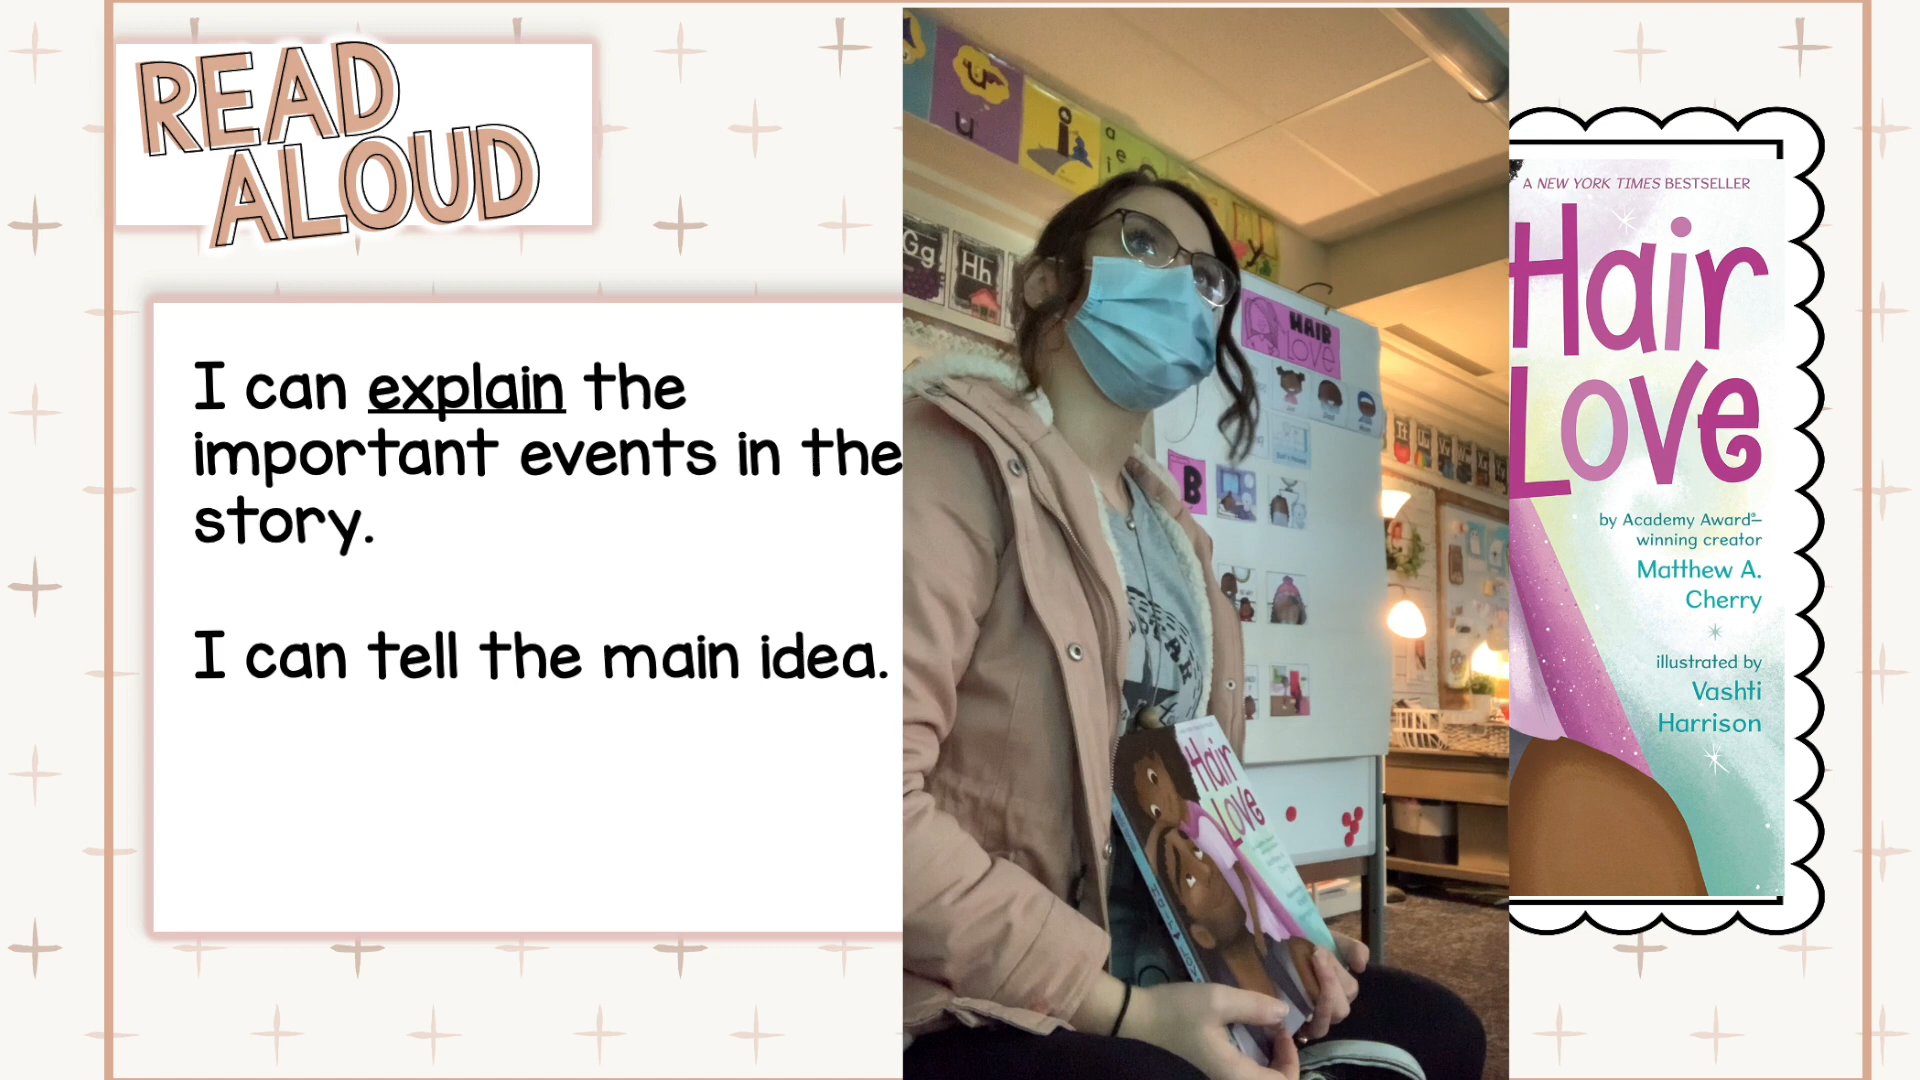 READ
ALOUD
I can explain the
important events in the
story.
I can tell the main idea.
u
i
a
e
i
Gg
Hh
HAIR
Love
B
Tt
Uu
Hair
Love
A NEW YORK TIMES BESTSELLER
Hair
Love
by Academy Award®–
winning creator
Matthew A.
Cherry
illustrated by
Vashti
Harrison